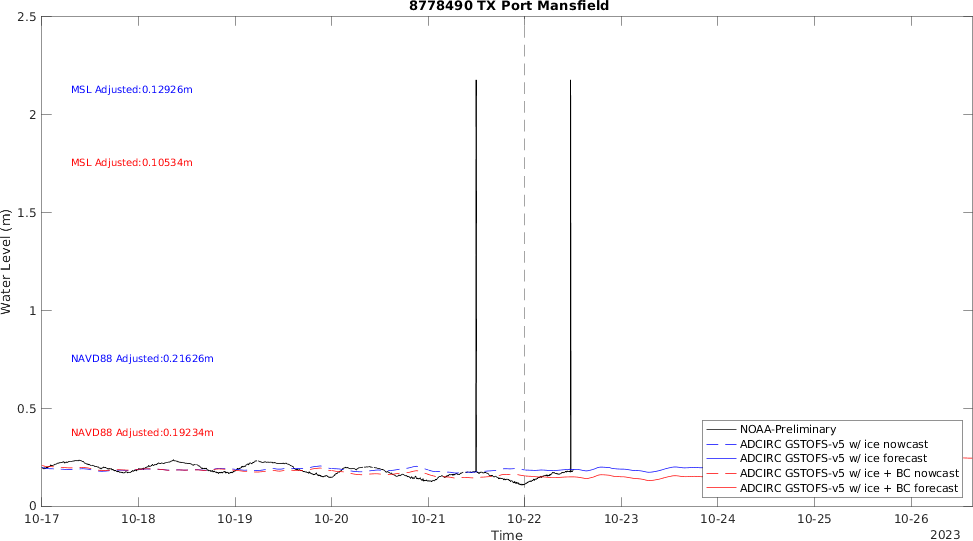 8778490 TX Port Mansfield
2.5
2
1.5
1
0.5
0
Water Level (m)
MSL Adjusted:0.12926m
MSL Adjusted:0.10534m
NAVD88 Adjusted:0.21626m
NAVD88 Adjusted:0.19234m
NOAA-Preliminary
ADCIRC GSTOFS-v5 w/ ice nowcast
ADCIRC GSTOFS-v5 w/ ice forecast
ADCIRC GSTOFS-v5 w/ ice + BC nowcast
ADCIRC GSTOFS-v5 w/ ice + BC forecast
10-17 10-18 10-19 10-20 10-21 10-22 10-23 10-24 10-25 10-26
Time
2023